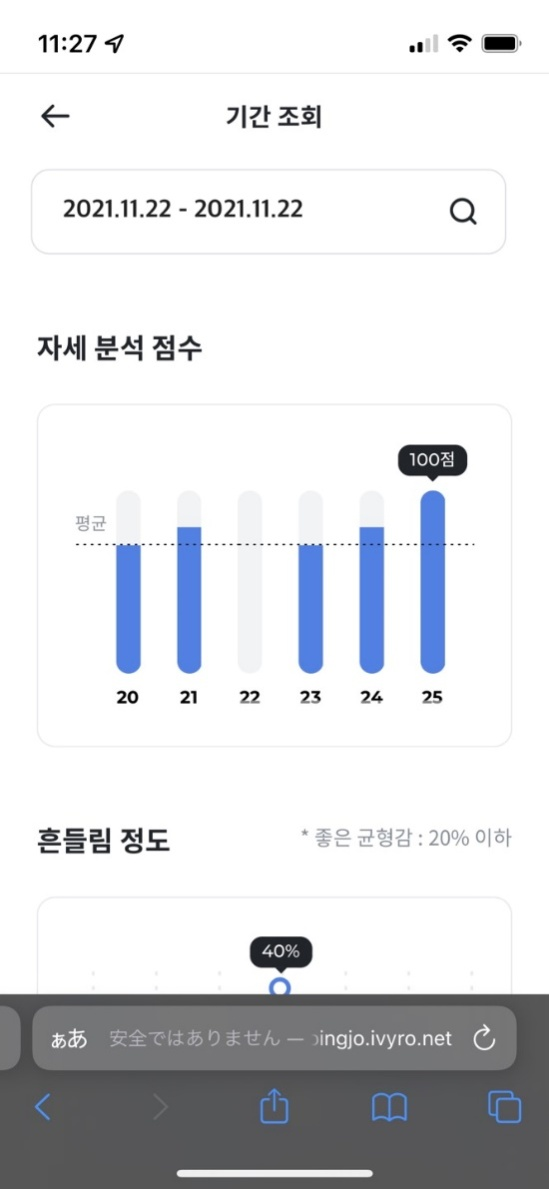 11:27
기간 조회
2021.11.22 - 2021.11.22
자세 분석 점수
100점
평균
20 21 22 23 24 25
흔들림 정도 * 좋은 균형감 : 20% 이하
40%
ぁあ 安全ではありません — ingjo.ivyro.net